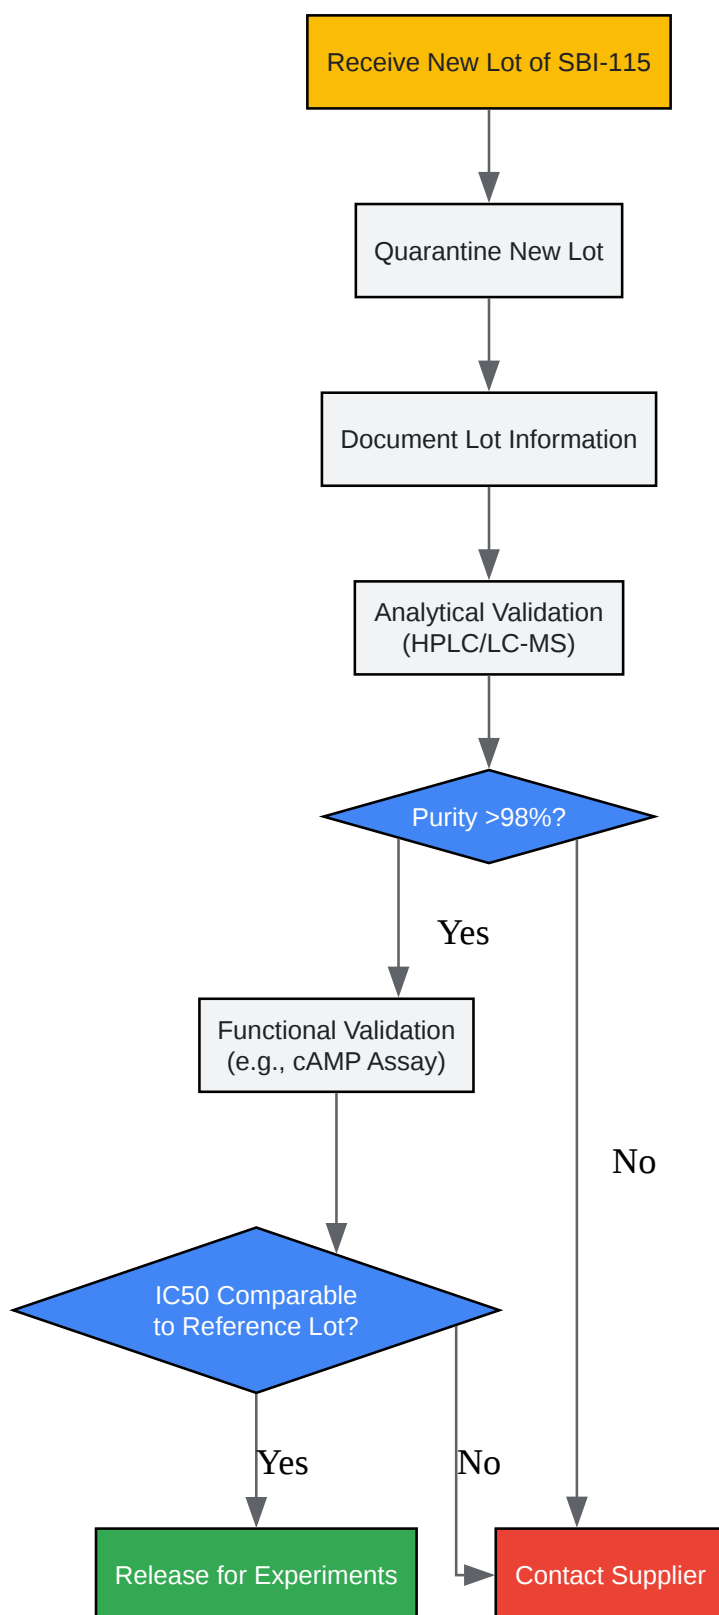 Receive New Lot of SBI-115
Quarantine New Lot
Document Lot Information
Analytical Validation
(HPLC/LC-MS)
Purity >98%?
Yes
Functional Validation
(e.g., cAMP Assay)
No
IC50 Comparable
to Reference Lot?
Yes
No
Release for Experiments
Contact Supplier